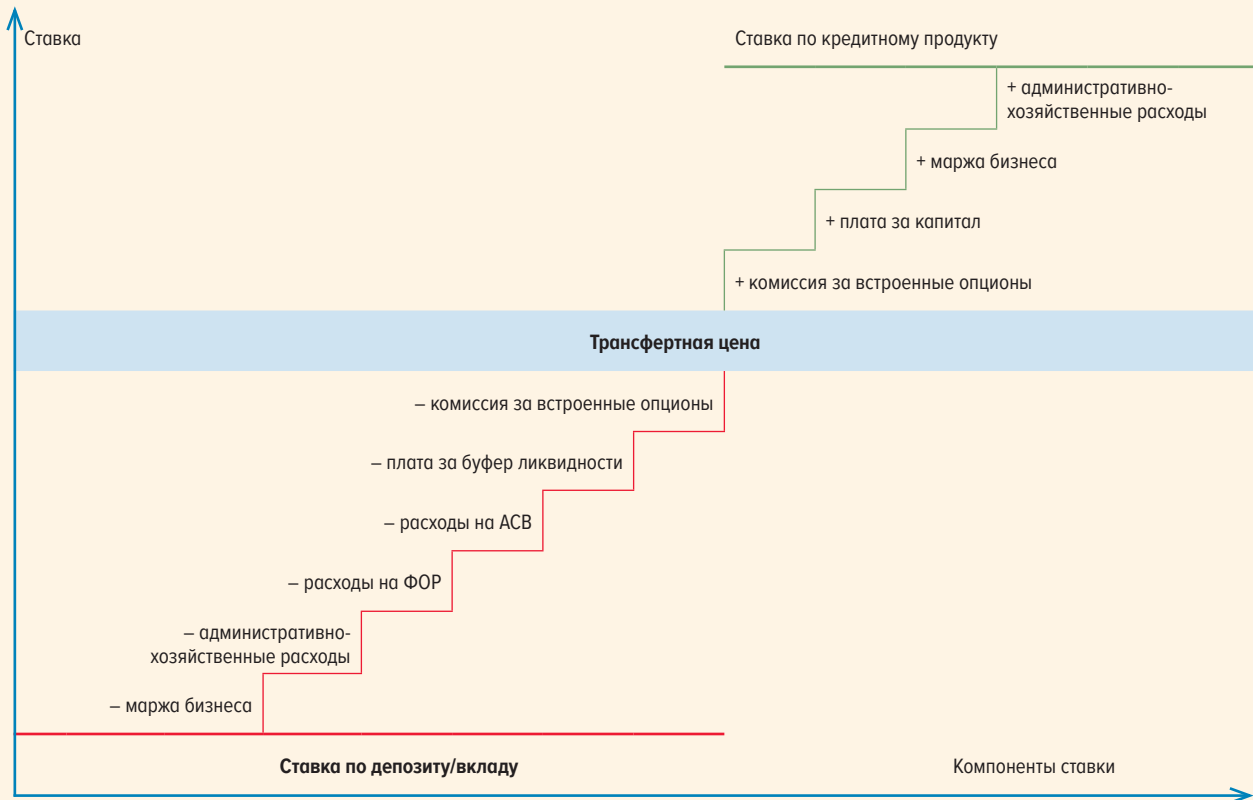 Ставка
Ставка по кредитному продукту
+ административно-
хозяйственные расходы
+ маржа бизнеса
+ плата за капитал
+ комиссия за встроенные опционы
Трансфертная цена
– комиссия за встроенные опционы
– плата за буфер ликвидности
– расходы на АСВ
– расходы на ФОР
– административно-
хозяйственные расходы
– маржа бизнеса
Ставка по депозиту/вкладу
Компоненты ставки